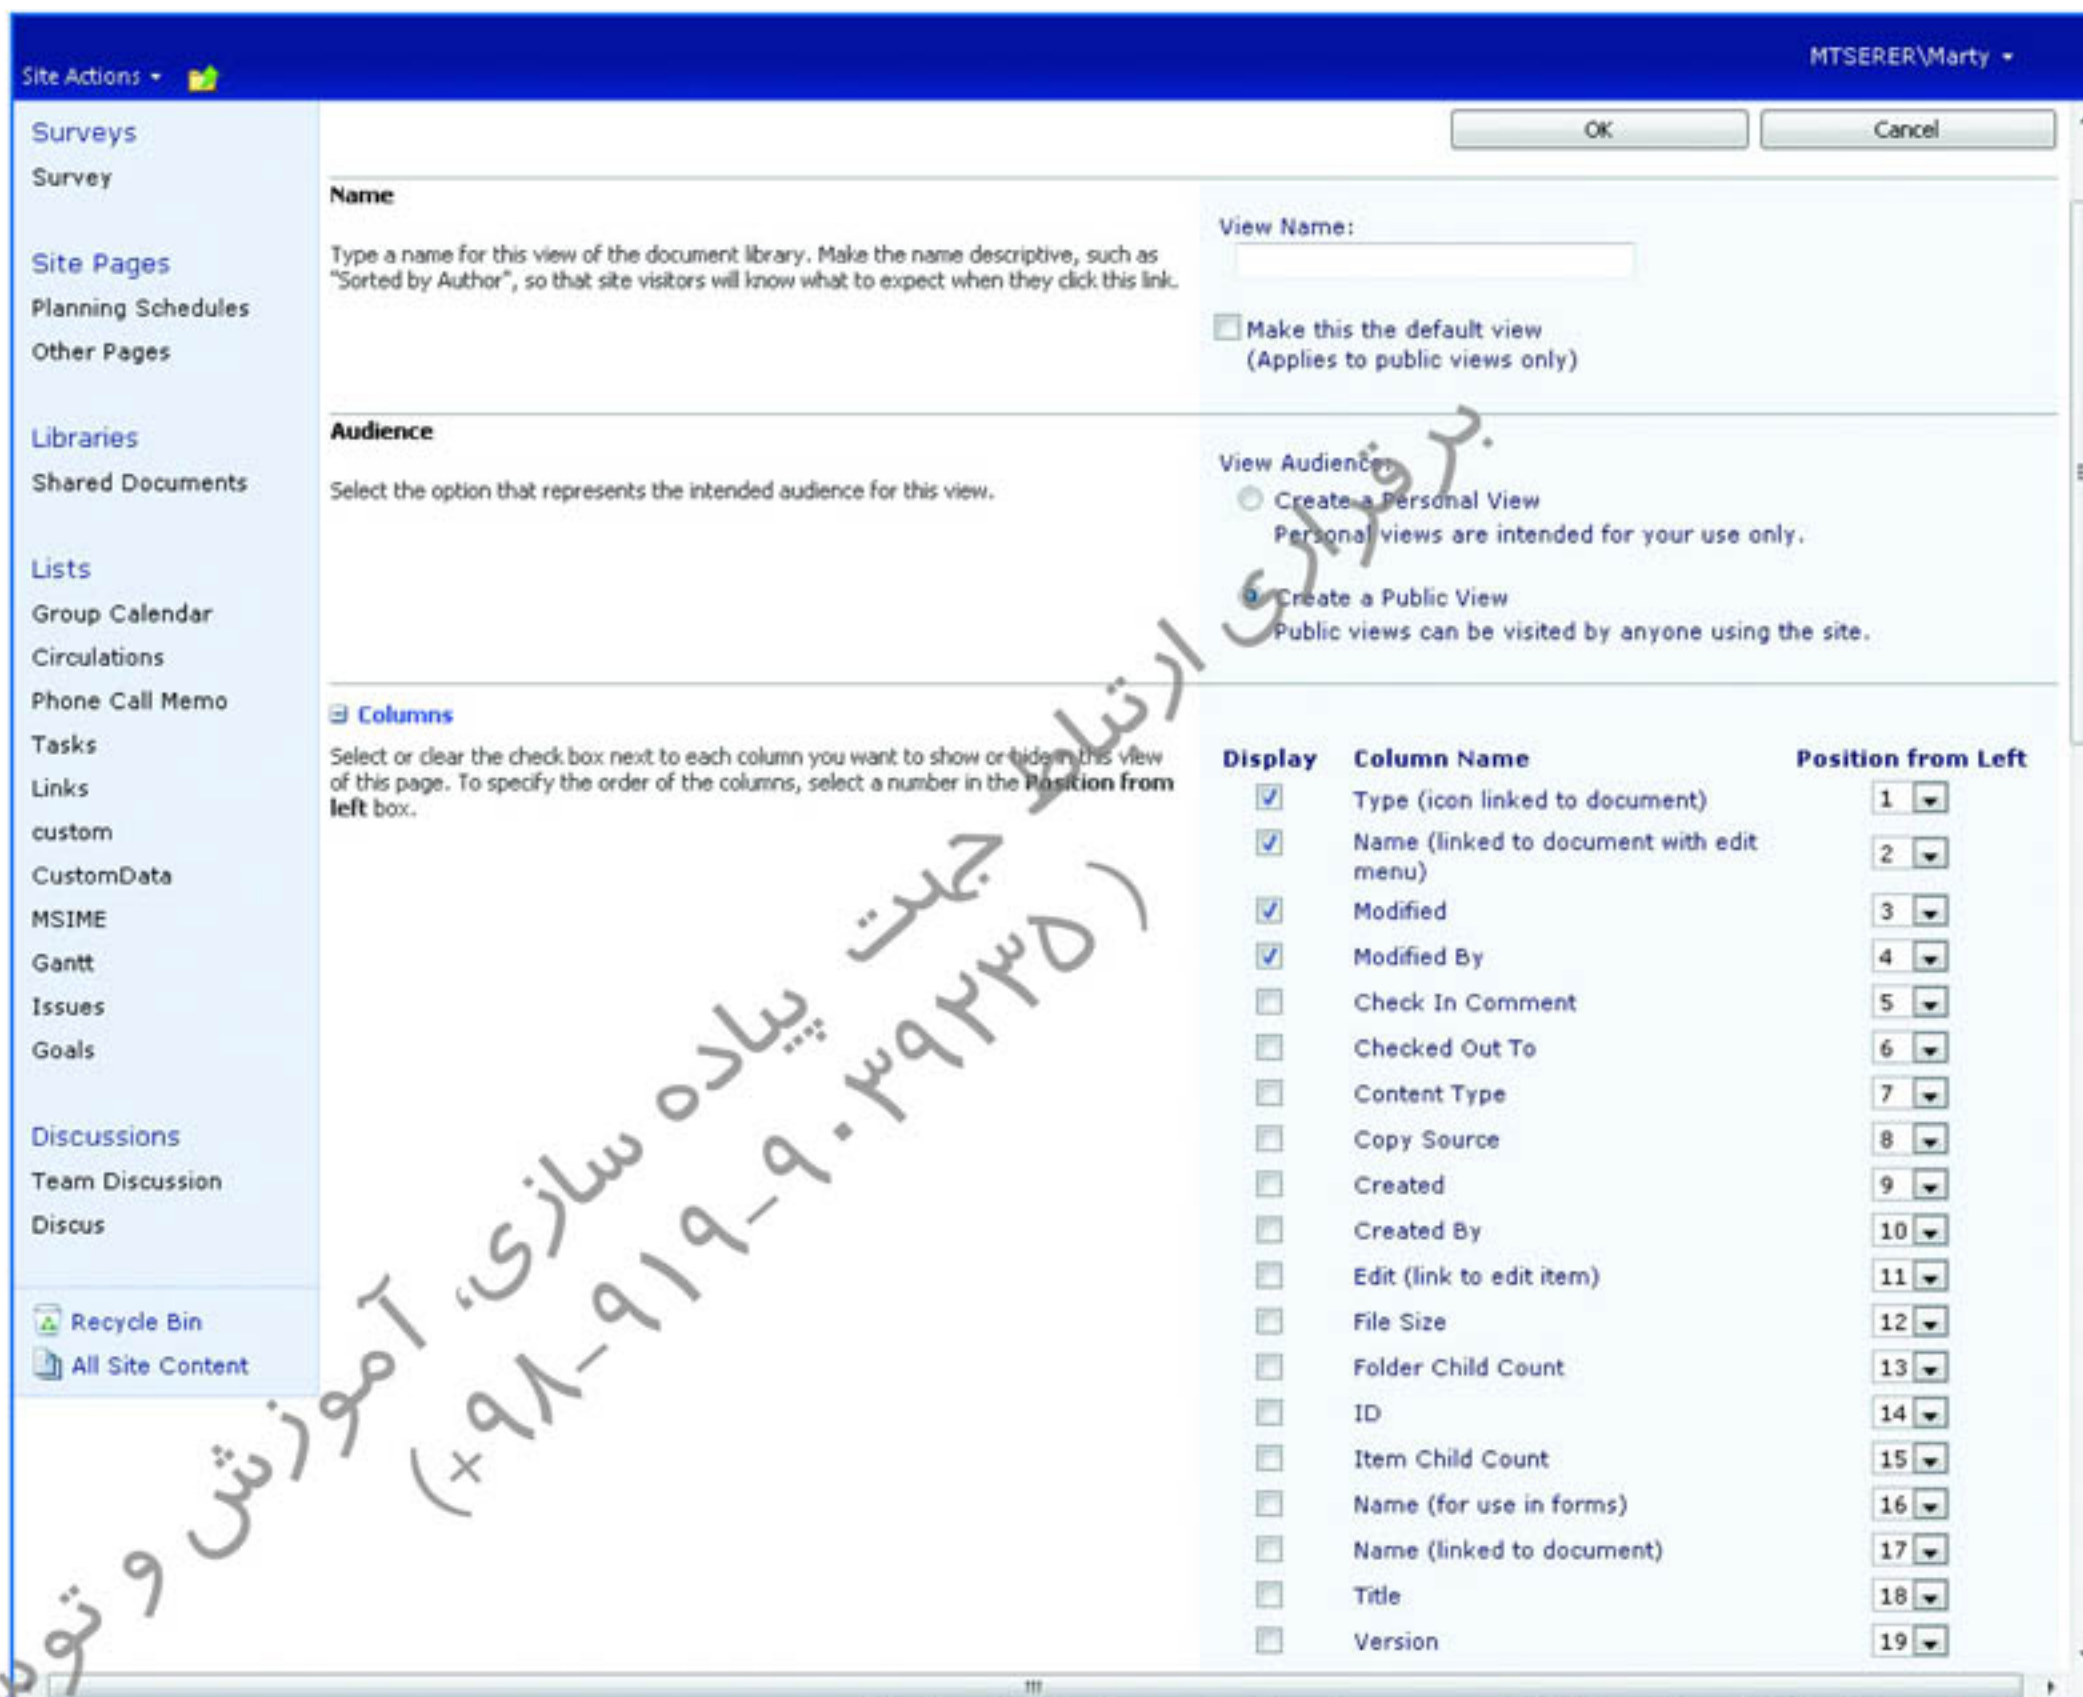 MTSERER\Marty
Site Actions
Surveys
Survey
Site Pages
Planning Schedules
Other Pages
Libraries
Shared Documents
Lists
Group Calendar
Circulations
Phone Call Memo
Tasks
Links
custom
CustomData
MSIME
Gantt
Issues
Goals
Discussions
Team Discussion
Discus
Recycle Bin
All Site Content
OK Cancel
Name
Type a name for this view of the document library. Make the name descriptive, such as
"Sorted by Author", so that site visitors will know what to expect when they click this link.
View Name:
Make this the default view
(Applies to public views only)
Audience
Select the option that represents the intended audience for this view.
View Audience:
Create a Personal View
Personal views are intended for your use only.
Create a Public View
Public views can be visited by anyone using the site.
Columns
Select or clear the check box next to each column you want to show or hide in this view
of this page. To specify the order of the columns, select a number in the Position from
left box.
Display Column Name Position from Left
Type (icon linked to document) 1
Name (linked to document with edit
menu) 2
Modified 3
Modified By 4
Check In Comment 5
Checked Out To 6
Content Type 7
Copy Source 8
Created 9
Created By 10
Edit (link to edit item) 11
File Size 12
Folder Child Count 13
ID 14
Item Child Count 15
Name (for use in forms) 16
Name (linked to document) 17
Title 18
Version 19
برقراری ارتباط جهت پیاده سازی، آموزش و
(+۹۸-۹۱۹-۹۰۳۹۲۳۵)